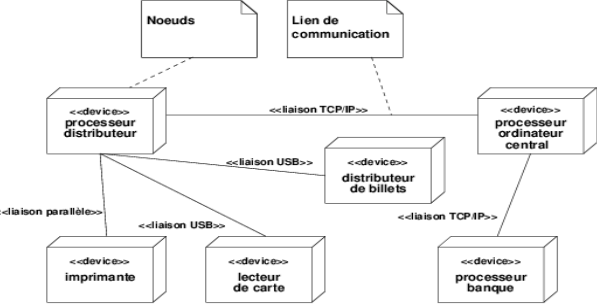 Noeuds
Lien de
communication
<<device>>
processeur
distributeur
<<liaison TCP/IP>>
<<device>>
processeur
ordinateur
central
<<liaison USB>>
<<device>>
distributeur
de billets
<<liaison parallèle>>
<<liaison USB>>
<<liaison TCP/IP>>
<<device>>
imprimante
<<device>>
lecteur
de carte
<<device>>
processeur
banque